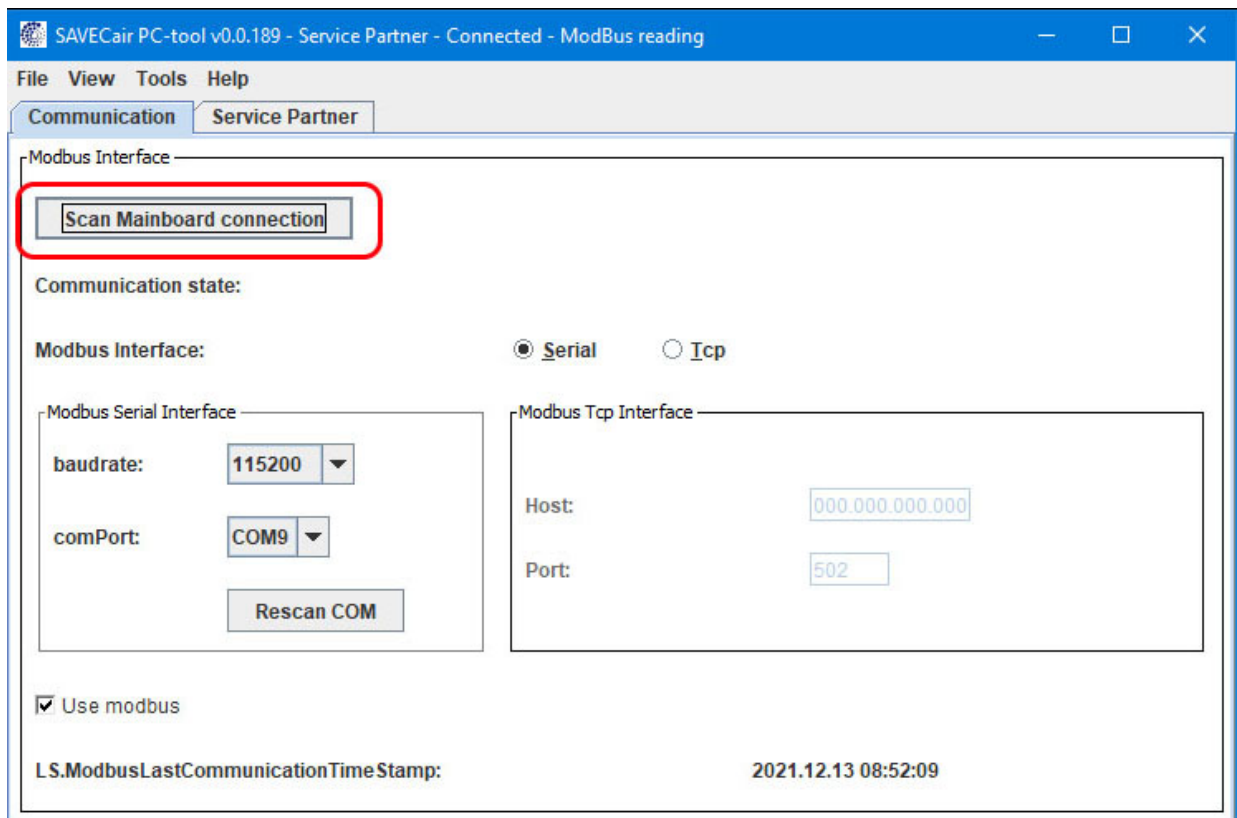 SAVECair PC-tool v0.0.189 - Service Partner - Connected - ModBus reading
File View Tools Help
Communication Service Partner
Modbus Interface
Scan Mainboard connection
Communication state:
Modbus Interface: Serial Tcp
Modbus Serial Interface
baudrate: 115200
comPort: COM9
Rescan COM
Modbus Tcp Interface
Host: 000.000.000.000
Port: 502
Use modbus
LS.ModbusLastCommunicationTimeStamp: 2021.12.13 08:52:09